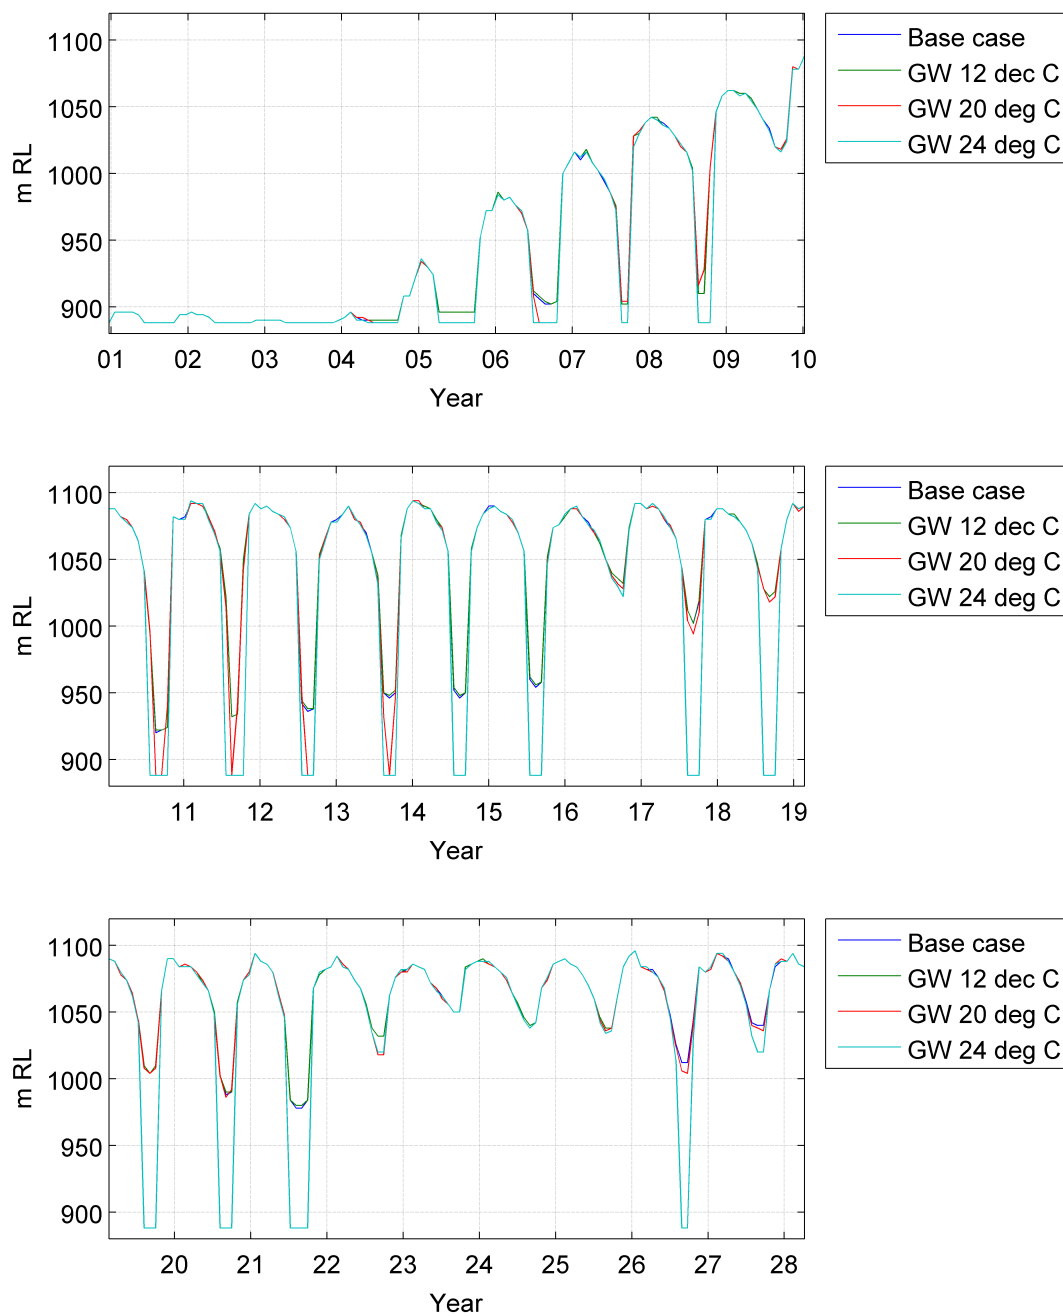 1100
1050
1000
950
900
m RL
01 02 03 04 05 06 07 08 09 10
Year
Base case
GW 12 dec C
GW 20 deg C
GW 24 deg C
1100
1050
1000
950
900
m RL
11 12 13 14 15 16 17 18 19
Year
Base case
GW 12 dec C
GW 20 deg C
GW 24 deg C
1100
1050
1000
950
900
m RL
20 21 22 23 24 25 26 27 28
Year
Base case
GW 12 dec C
GW 20 deg C
GW 24 deg C